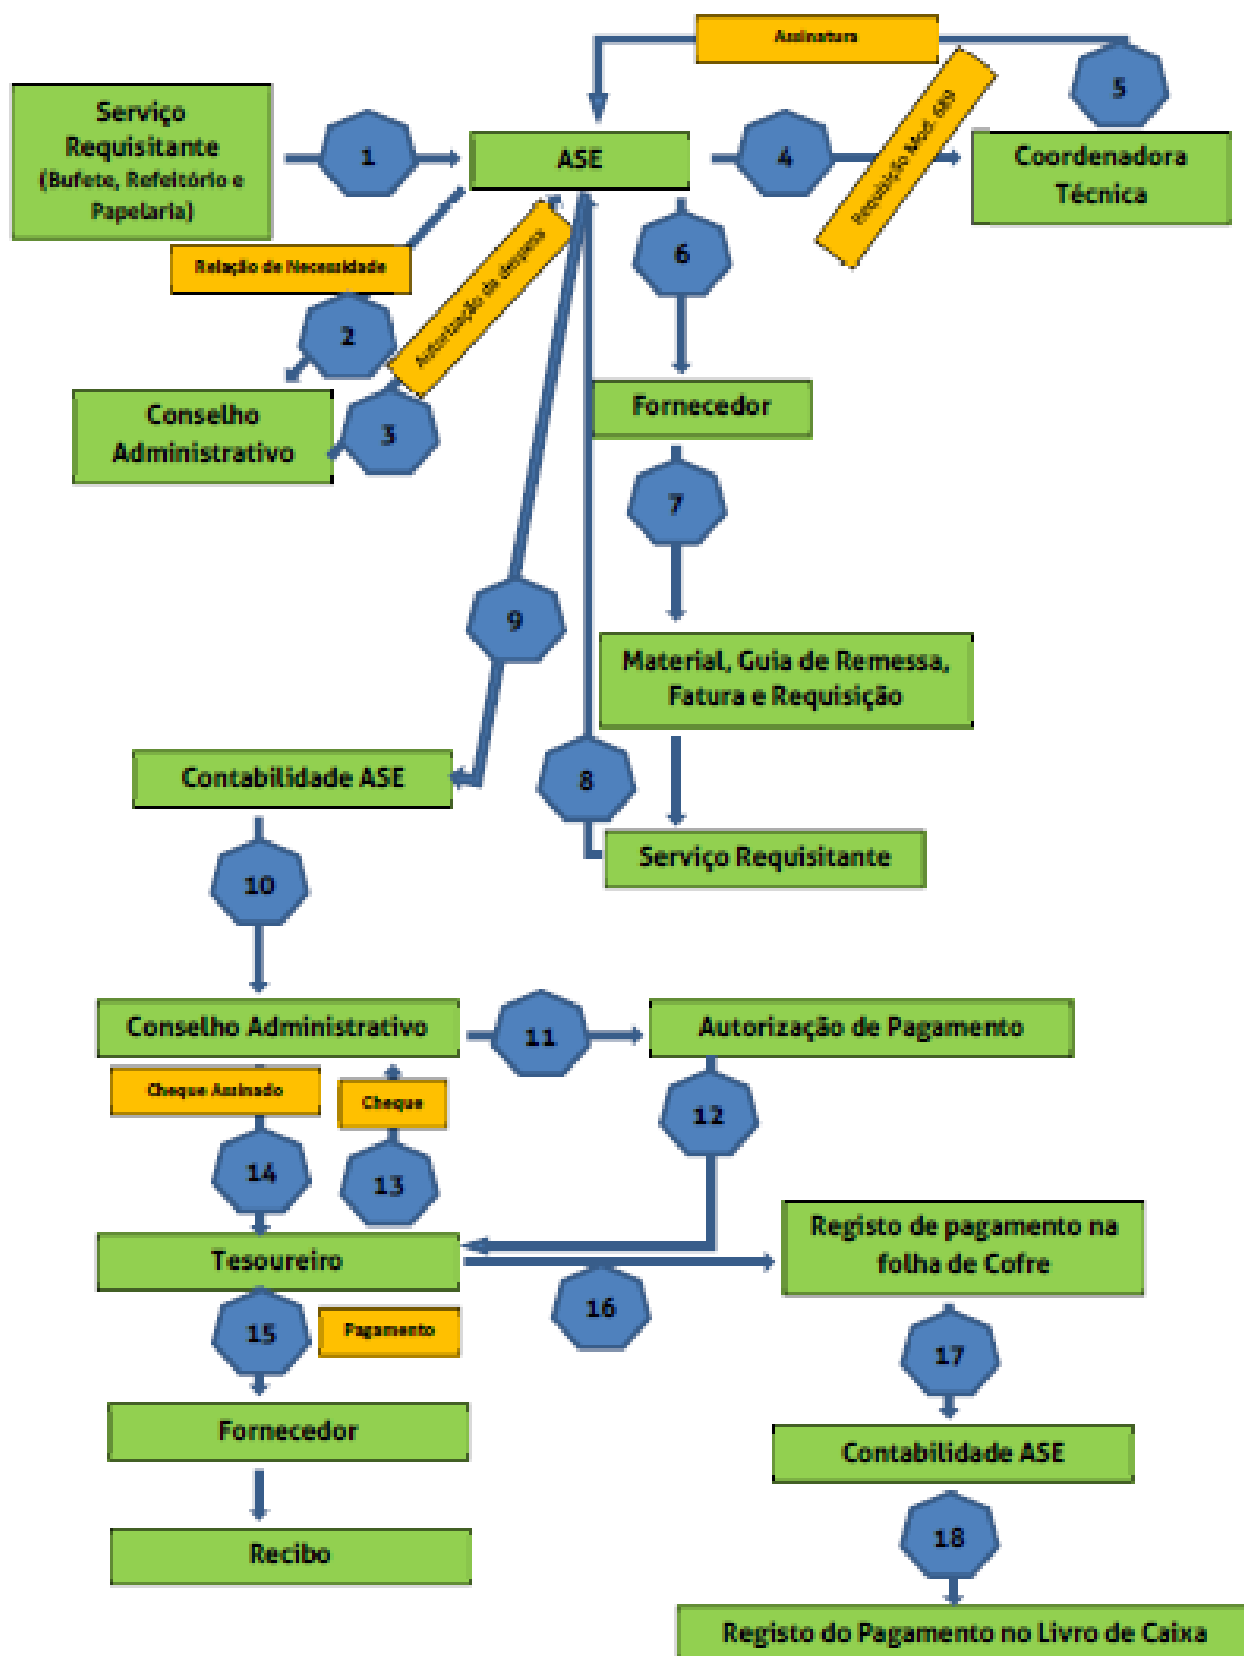 Assinatura
5
Serviço
Requisitante
(Bufete, Refeitório e
Papelaria)
1
ASE
4
Requisição Mod. 689
Coordenadora
Técnica
Relação de Necessidade
2
Autorização da despesa
6
Conselho
Administrativo
3
Fornecedor
7
9
Material, Guia de Remessa,
Fatura e Requisição
Contabilidade ASE
8
Serviço Requisitante
10
Conselho Administrativo
11
Autorização de Pagamento
Cheque Assinado
Cheque
12
14
13
Tesoureiro
Registo de pagamento na
folha de Cofre
16
15
Pagamento
17
Fornecedor
Contabilidade ASE
Recibo
18
Registo do Pagamento no Livro de Caixa